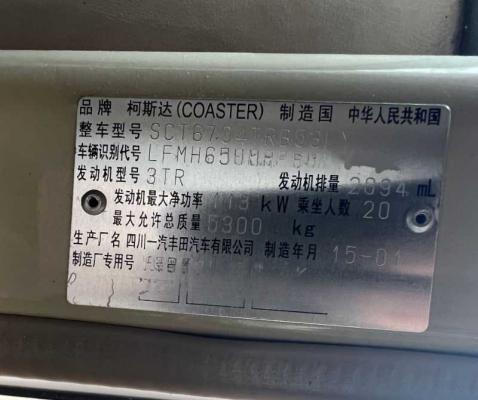 品牌 柯斯达(COASTER) 制造国 中华人民共和国
整车型号
车辆识别代号
发动机型号 3TR 发动机排量 2694 mL
发动机最大净功率 kW 乘坐人数 20
最大允许总质量 5300 kg
生产厂名 四川一汽丰田汽车有限公司 制造年月 15-01
制造厂专用号